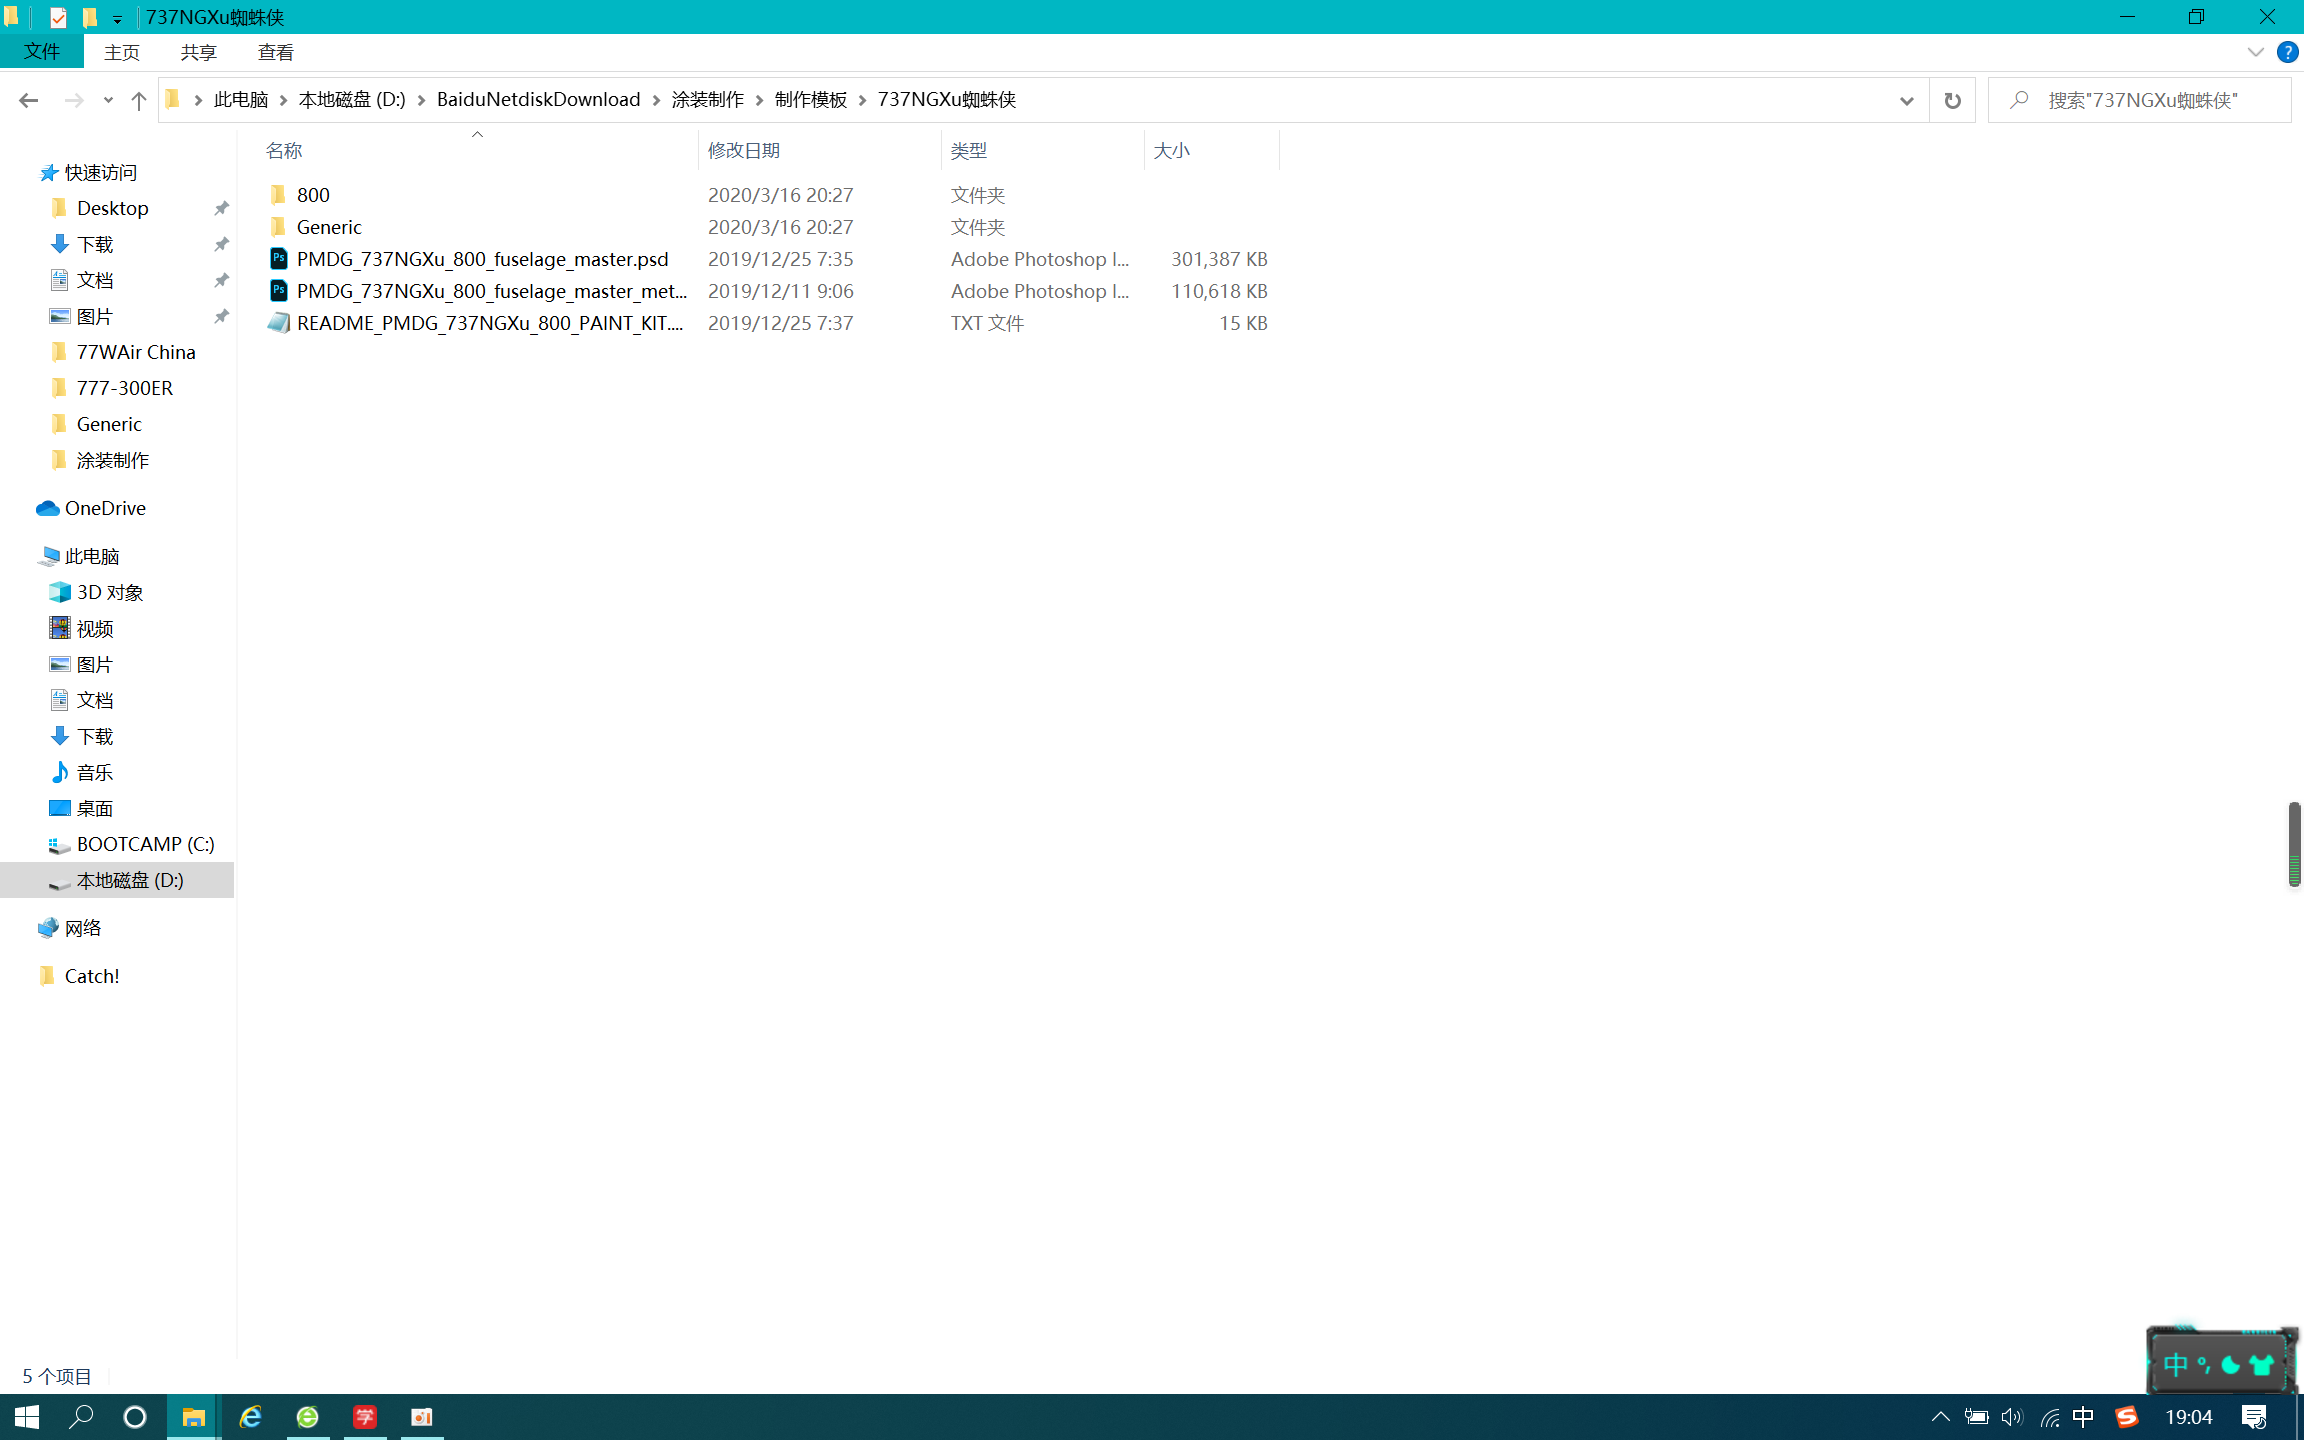 737NGXu蜘蛛侠
文件 主页 共享 查看
此电脑 本地磁盘 (D:) BaiduNetdiskDownload 涂装制作 制作模板 737NGXu蜘蛛侠
搜索"737NGXu蜘蛛侠"
名称 修改日期 类型 大小
800 2020/3/16 20:27 文件夹
Generic 2020/3/16 20:27 文件夹
PMDG_737NGXu_800_fuselage_master.psd 2019/12/25 7:35 Adobe Photoshop I... 301,387 KB
PMDG_737NGXu_800_fuselage_master_met... 2019/12/11 9:06 Adobe Photoshop I... 110,618 KB
README_PMDG_737NGXu_800_PAINT_KIT.... 2019/12/25 7:37 TXT 文件 15 KB
快速访问
Desktop
下载
文档
图片
77WAir China
777-300ER
Generic
涂装制作
OneDrive
此电脑
3D 对象
视频
图片
文档
下载
音乐
桌面
BOOTCAMP (C:)
本地磁盘 (D:)
网络
Catch!
5 个项目
中
学
中
19:04